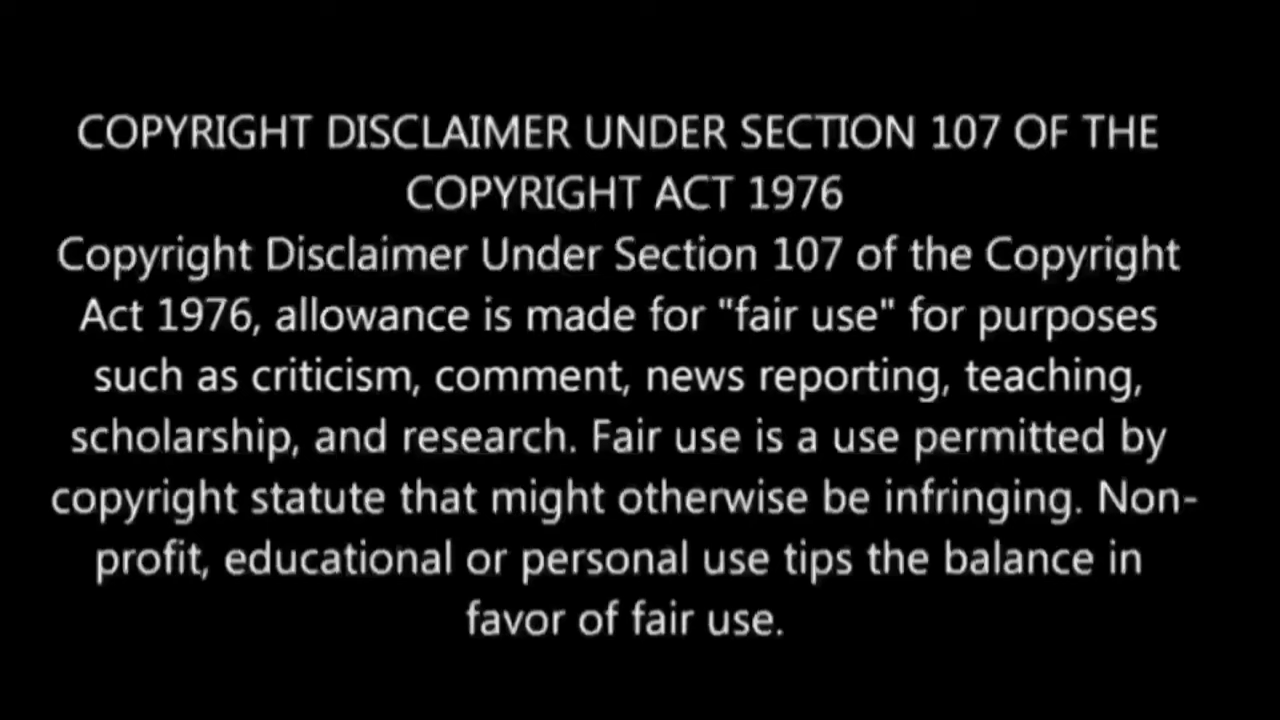 COPYRIGHT DISCLAIMER UNDER SECTION 107 OF THE
COPYRIGHT ACT 1976
Copyright Disclaimer Under Section 107 of the Copyright
Act 1976, allowance is made for "fair use" for purposes
such as criticism, comment, news reporting, teaching,
scholarship, and research. Fair use is a use permitted by
copyright statute that might otherwise be infringing. Non-
profit, educational or personal use tips the balance in
favor of fair use.